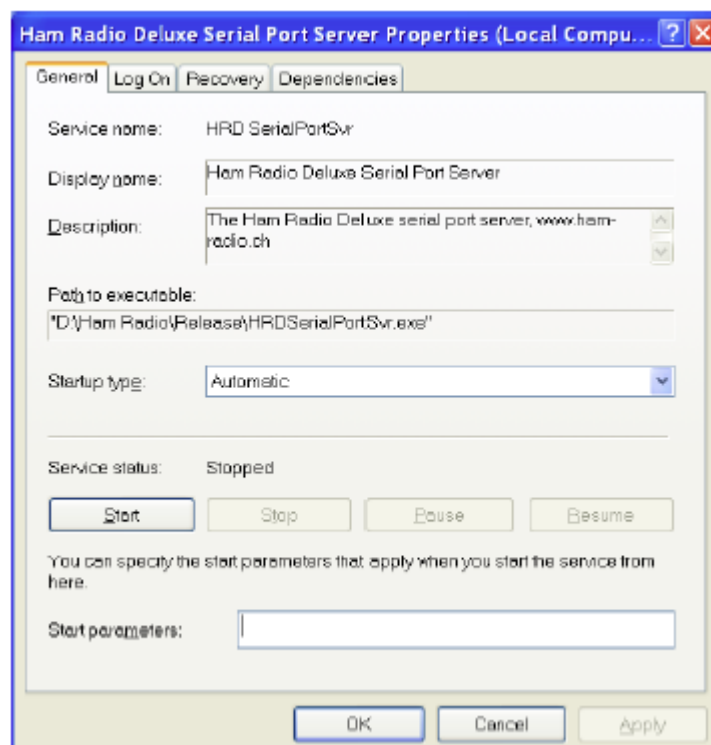 Ham Radio Deluxe Serial Port Server Properties (Local Compu...
General Log On Recovery Dependencies
Service name: HRD SerialPortSvr
Display name: Ham Radio Deluxe Serial Port Server
Description: The Ham Radio Deluxe serial port server, www.ham-
radio.ch
Path to executable:
"D:\Ham Radio\Release\HRDSerialPortSvr.exe"
Startup type: Automatic
Service status: Stopped
Start Stop Pause Resume
You can specify the start parameters that apply when you start the service from
here.
Start parameters:
OK Cancel Apply